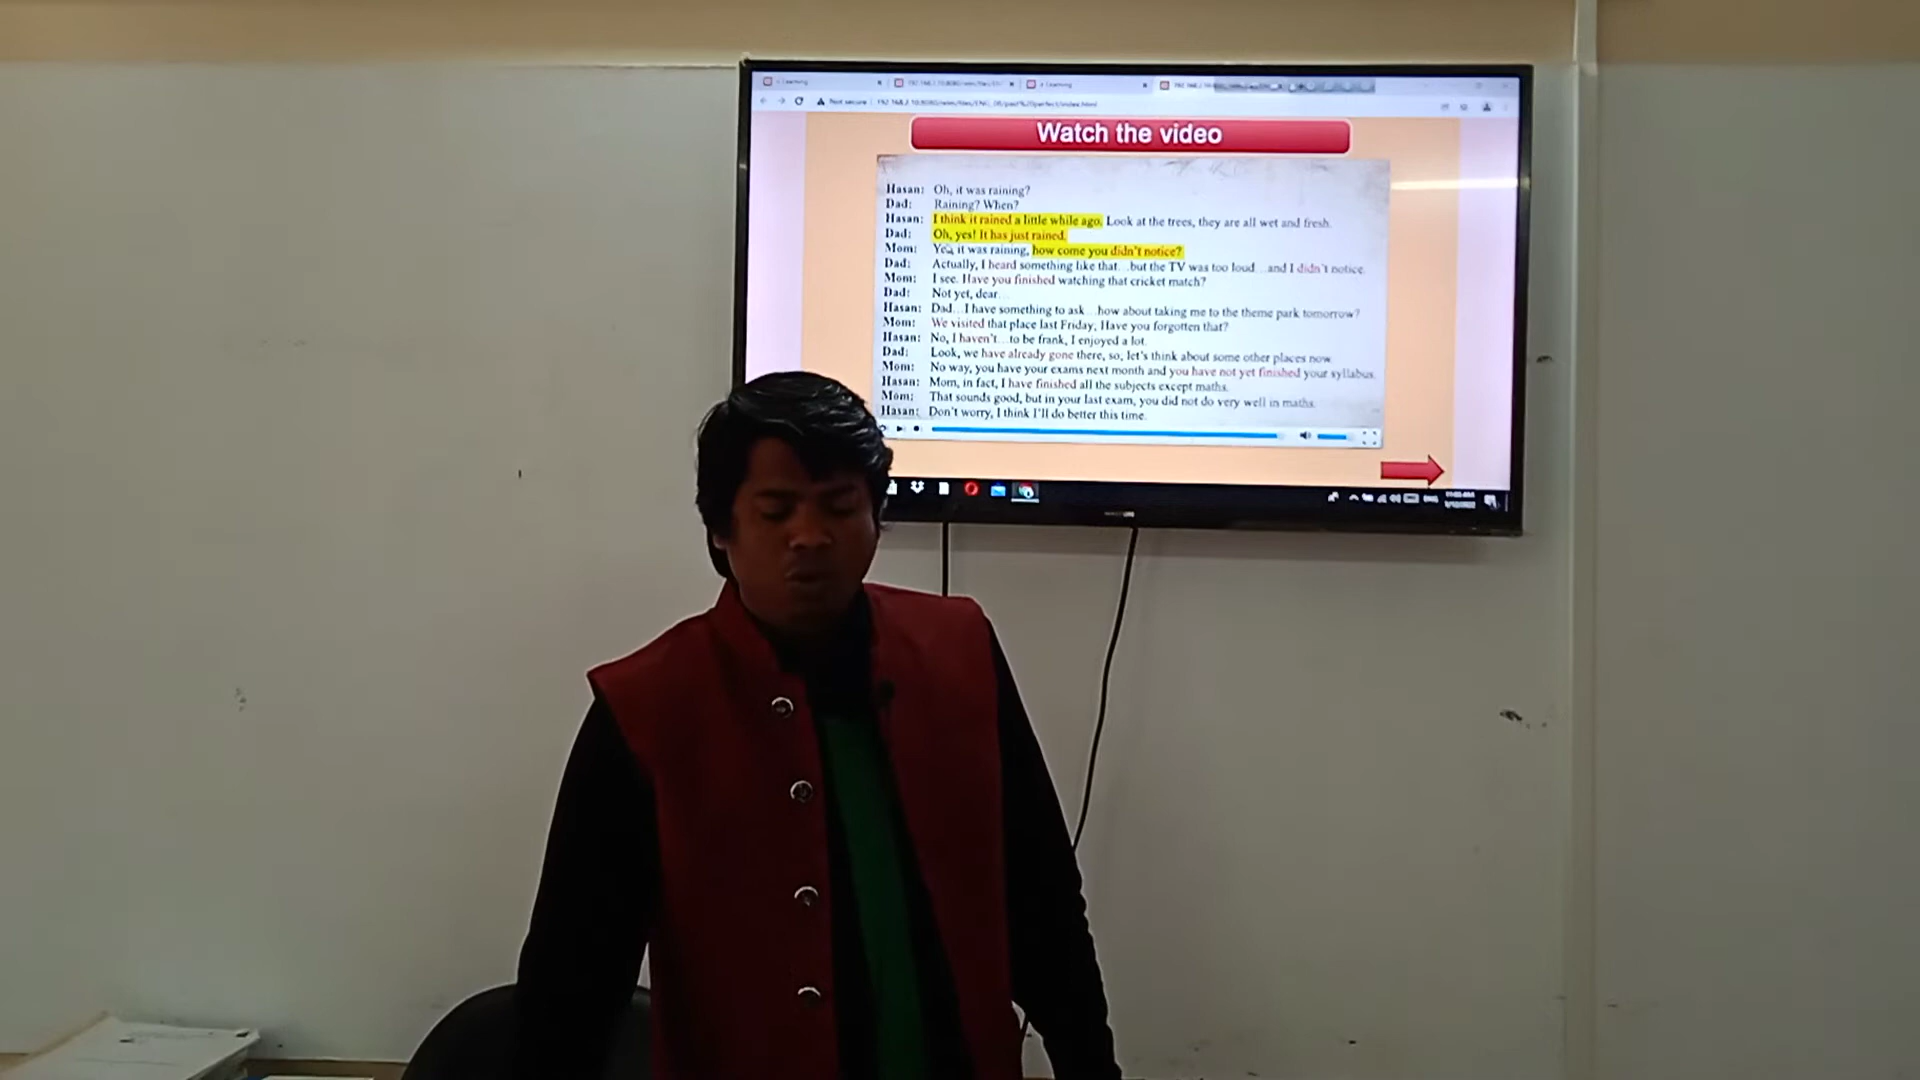 e-Learning
e-Learning
Not secure
Watch the video
Hasan: Oh, it was raining?
Dad: Raining? When?
Hasan: I think it rained a little while ago. Look at the trees, they are all wet and fresh.
Dad: Oh, yes! It has just rained.
Mom: Yes, it was raining, how come you didn't notice?
Dad: Actually, I heard something like that...but the TV was too loud...and I didn't notice.
Mom: I see. Have you finished watching that cricket match?
Dad: Not yet, dear...
Hasan: Dad...I have something to ask...how about taking me to the theme park tomorrow?
Mom: We visited that place last Friday, Have you forgotten that?
Hasan: No, I haven't...to be frank, I enjoyed a lot.
Dad: Look, we have already gone there, so, let's think about some other places now.
Mom: No way, you have your exams next month and you have not yet finished your syllabus.
Hasan: Mom, in fact, I have finished all the subjects except maths.
Mom: That sounds good, but in your last exam, you did not do very well in maths.
Hasan: Don't worry, I think I'll do better this time.
ENG